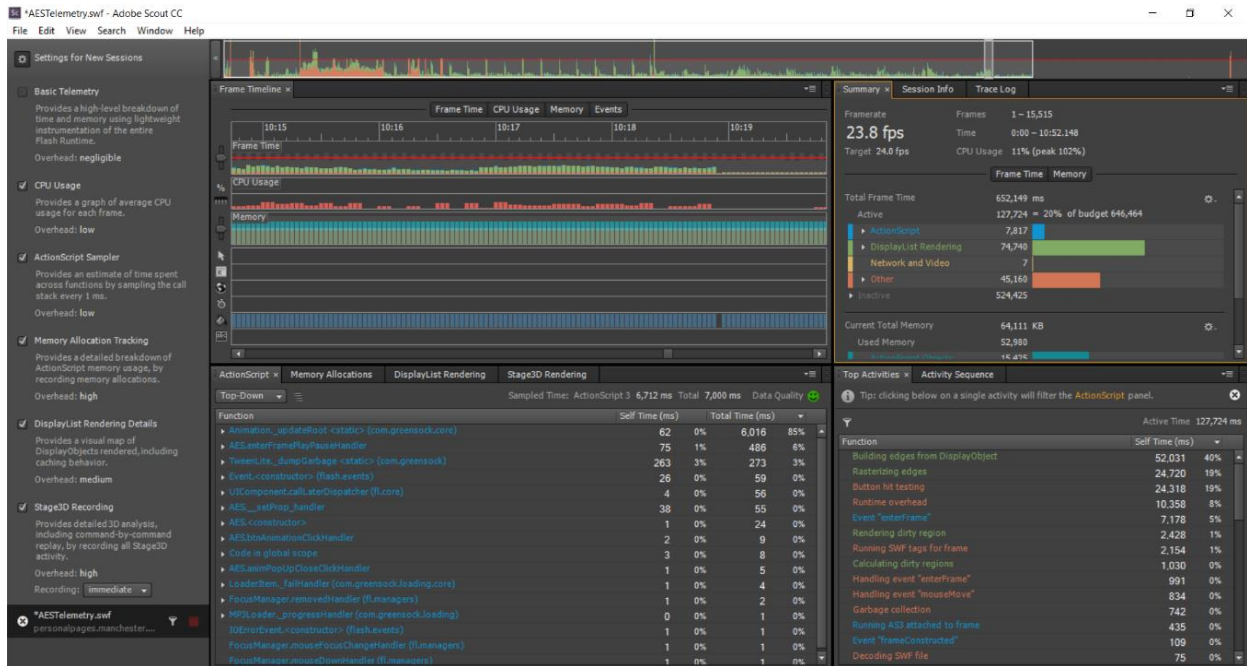 *AESTelemetry.swf - Adobe Scout CC
File Edit View Search Window Help
Settings for New Sessions
Basic Telemetry
Provides a high-level breakdown of
time and memory using lightweight
instrumentation of the entire
Flash Runtime.
Overhead: negligible
CPU Usage
Provides a graph of average CPU
usage for each frame.
Overhead: low
ActionScript Sampler
Provides an estimate of time spent
across functions by sampling the call
stack every 1 ms.
Overhead: low
Memory Allocation Tracking
Provides a detailed breakdown of
ActionScript memory usage, by
recording memory allocations.
Overhead: high
DisplayList Rendering Details
Provides a visual map of
DisplayObjects rendered, including
caching behavior.
Overhead: medium
Stage3D Recording
Provides detailed 3D analysis,
including command-by-command
replay, by recording all Stage3D
activity.
Overhead: high
Recording: immediate
*AESTelemetry.swf
personalpages.manchester....
Frame Timeline
Frame Time CPU Usage Memory Events
10:15 10:16 10:17 10:18 10:19
Frame Time
% CPU Usage
Memory
Summary Session Info Trace Log
Framerate Frames 1 – 15,515
23.8 fps Time 0:00 – 10:52.148
Target 24.0 fps CPU Usage 11% (peak 102%)
Frame Time Memory
Total Frame Time 652,149 ms
Active 127,724 = 20% of budget 646,464
ActionScript 7,817
DisplayList Rendering 74,740
Network and Video 7
Other 45,160
Inactive 524,425
Current Total Memory 64,111 KB
Used Memory 52,980
ActionScript Objects 15,425
ActionScript Memory Allocations DisplayList Rendering Stage3D Rendering
Top-Down Sampled Time: ActionScript 3 6,712 ms Total 7,000 ms Data Quality
Function Self Time (ms) Total Time (ms)
Animation._updateRoot <static> (com.greensock.core) 62 0% 6,016 85%
AES.enterFramePlayPauseHandler 75 1% 486 6%
TweenLite._dumpGarbage <static> (com.greensock) 263 3% 273 3%
Event.<constructor> (flash.events) 26 0% 59 0%
UIComponent.callLaterDispatcher (fl.core) 4 0% 56 0%
AES.__setProp_handler 38 0% 55 0%
AES.<constructor> 1 0% 24 0%
AES.btnAnimationClickHandler 2 0% 9 0%
Code in global scope 3 0% 8 0%
AES.animPopUpCloseClickHandler 1 0% 5 0%
LoaderItem._failHandler (com.greensock.loading.core) 1 0% 4 0%
FocusManager.removedHandler (fl.managers) 1 0% 2 0%
MP3Loader._progressHandler (com.greensock.loading) 0 0% 1 0%
IOErrorEvent.<constructor> (flash.events) 1 0% 1 0%
FocusManager.mouseFocusChangeHandler (fl.managers) 1 0% 1 0%
FocusManager.mouseDownHandler (fl.managers) 1 0% 1 0%
Top Activities Activity Sequence
Tip: clicking below on a single activity will filter the ActionScript panel.
Active Time 127,724 ms
Function Self Time (ms)
Building edges from DisplayObject 52,031 40%
Rasterizing edges 24,720 19%
Button hit testing 24,318 19%
Runtime overhead 10,358 8%
Event "enterFrame" 7,178 5%
Rendering dirty region 2,428 1%
Running SWF tags for frame 2,154 1%
Calculating dirty regions 1,030 0%
Handling event "enterFrame" 991 0%
Handling event "mouseMove" 834 0%
Garbage collection 742 0%
Running AS3 attached to frame 435 0%
Event "frameConstructed" 109 0%
Decoding SWF file 75 0%